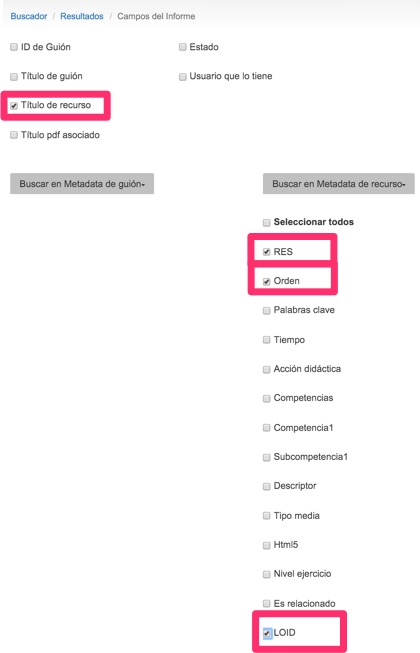 Buscador / Resultados / Campos del Informe
ID de Guión
Estado
Título de guión
Usuario que lo tiene
Título de recurso
Título pdf asociado
Buscar en Metadata de guión
Buscar en Metadata de recurso
Seleccionar todos
RES
Orden
Palabras clave
Tiempo
Acción didáctica
Competencias
Competencia1
Subcompetencia1
Descriptor
Tipo media
Html5
Nivel ejercicio
Es relacionado
LOID